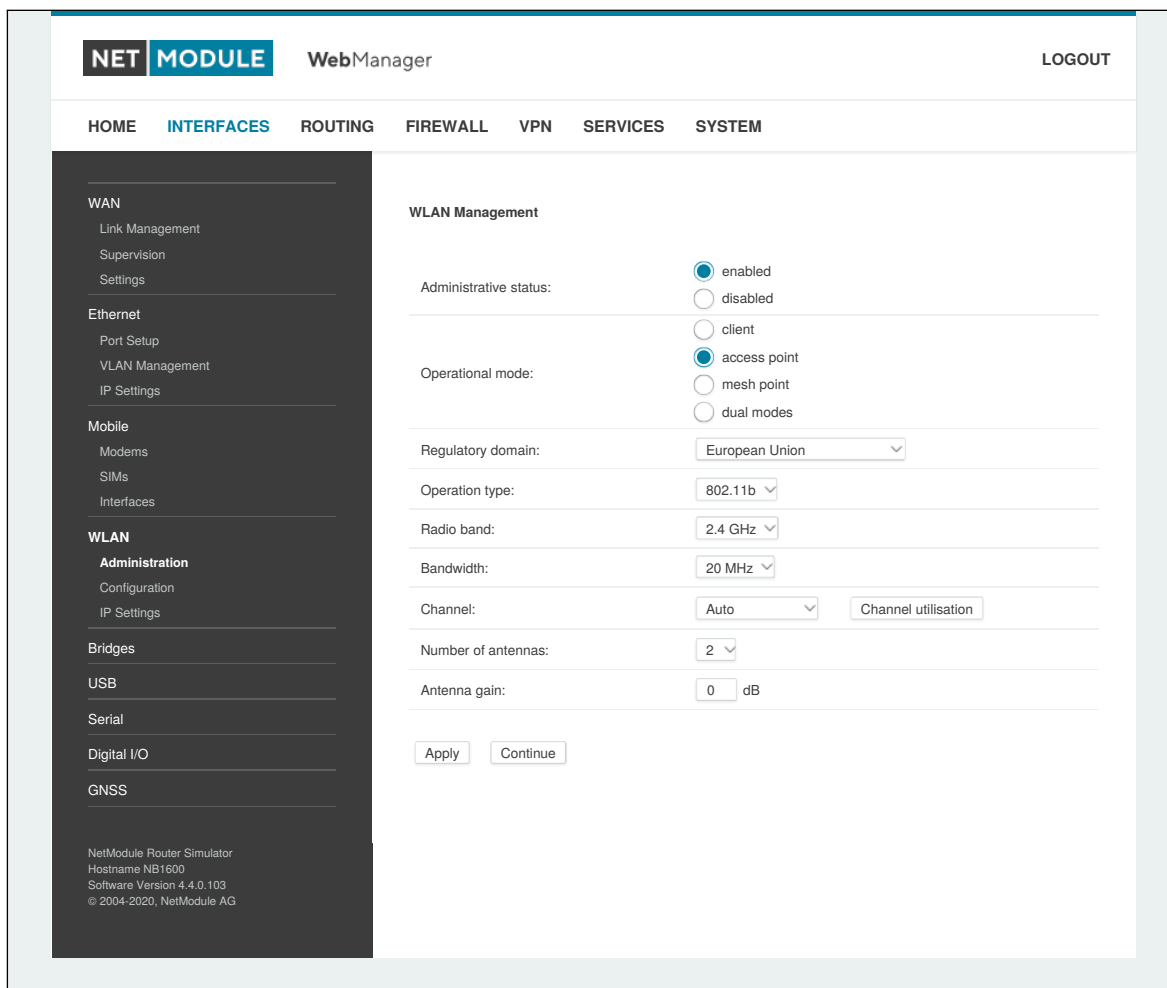 NET MODULE WebManager LOGOUT
HOME INTERFACES ROUTING FIREWALL VPN SERVICES SYSTEM
WAN
Link Management
Supervision
Settings
Ethernet
Port Setup
VLAN Management
IP Settings
Mobile
Modems
SIMs
Interfaces
WLAN
Administration
Configuration
IP Settings
Bridges
USB
Serial
Digital I/O
GNSS
NetModule Router Simulator
Hostname NB1600
Software Version 4.4.0.103
© 2004-2020, NetModule AG
WLAN Management
Administrative status:
enabled
disabled
Operational mode:
client
access point
mesh point
dual modes
Regulatory domain: European Union
Operation type: 802.11b
Radio band: 2.4 GHz
Bandwidth: 20 MHz
Channel: Auto Channel utilisation
Number of antennas: 2
Antenna gain: 0 dB
Apply Continue